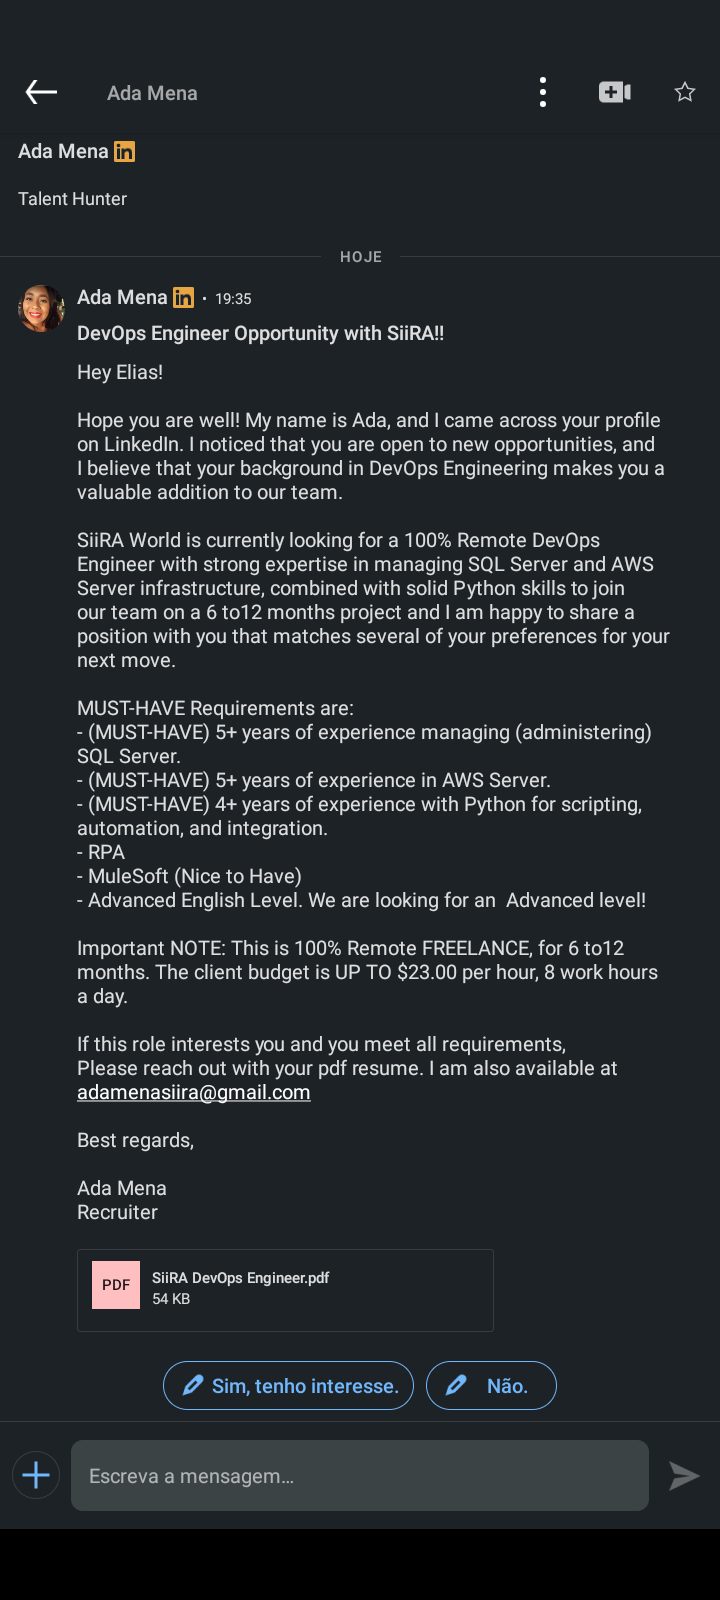 Ada Mena
Ada Mena in
Talent Hunter
HOJE
Ada Mena in • 19:35
DevOps Engineer Opportunity with SiiRA!!
Hey Elias!
Hope you are well! My name is Ada, and I came across your profile
on LinkedIn. I noticed that you are open to new opportunities, and
I believe that your background in DevOps Engineering makes you a
valuable addition to our team.
SiiRA World is currently looking for a 100% Remote DevOps
Engineer with strong expertise in managing SQL Server and AWS
Server infrastructure, combined with solid Python skills to join
our team on a 6 to12 months project and I am happy to share a
position with you that matches several of your preferences for your
next move.
MUST-HAVE Requirements are:
- (MUST-HAVE) 5+ years of experience managing (administering)
SQL Server.
- (MUST-HAVE) 5+ years of experience in AWS Server.
- (MUST-HAVE) 4+ years of experience with Python for scripting,
automation, and integration.
- RPA
- MuleSoft (Nice to Have)
- Advanced English Level. We are looking for an  Advanced level!
Important NOTE: This is 100% Remote FREELANCE, for 6 to12
months. The client budget is UP TO $23.00 per hour, 8 work hours
a day.
If this role interests you and you meet all requirements,
Please reach out with your pdf resume. I am also available at
adamenasiira@gmail.com
Best regards,
Ada Mena
Recruiter
PDF SiiRA DevOps Engineer.pdf
54 KB
Sim, tenho interesse. Não.
Escreva a mensagem...